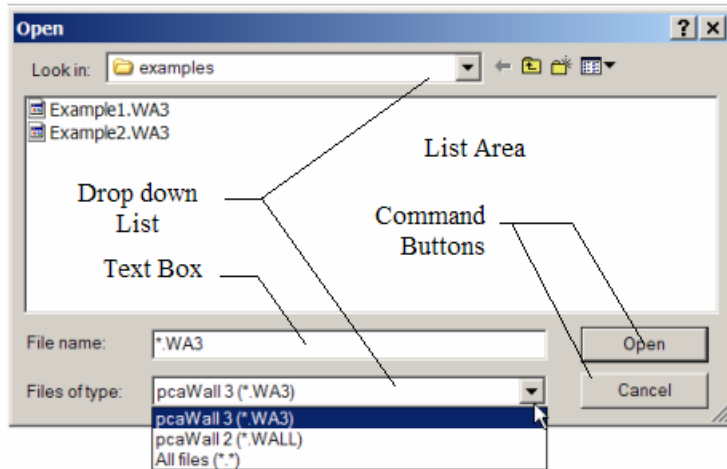 Open
Look in: examples
Example1.WA3
Example2.WA3
List Area
Drop down
List
Command
Buttons
Text Box
File name: *.WA3 Open
Files of type: pcaWall 3 (*.WA3) Cancel
pcaWall 3 (*.WA3)
pcaWall 2 (*.WALL)
All files (*.*)